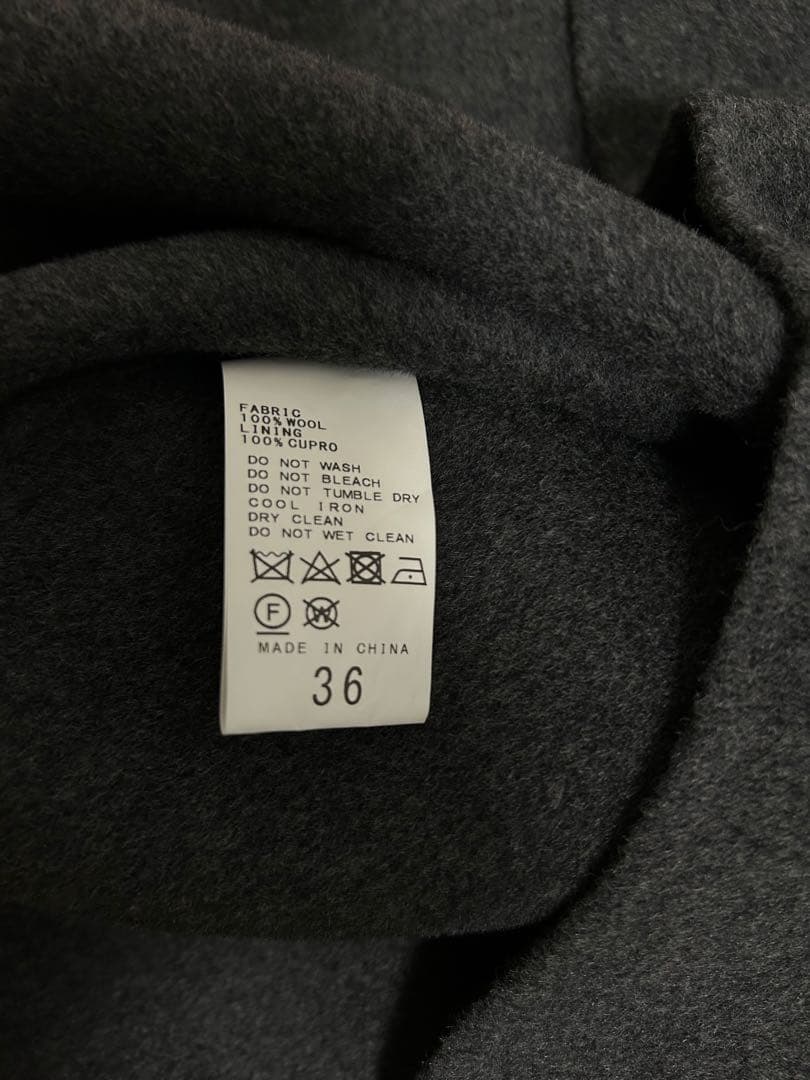 FABRIC
100% WOOL
LINING
100% CUPRO
DO NOT WASH
DO NOT BLEACH
DO NOT TUMBLE DRY
COOL IRON
DRY CLEAN
DO NOT WET CLEAN
F W
MADE IN CHINA
36